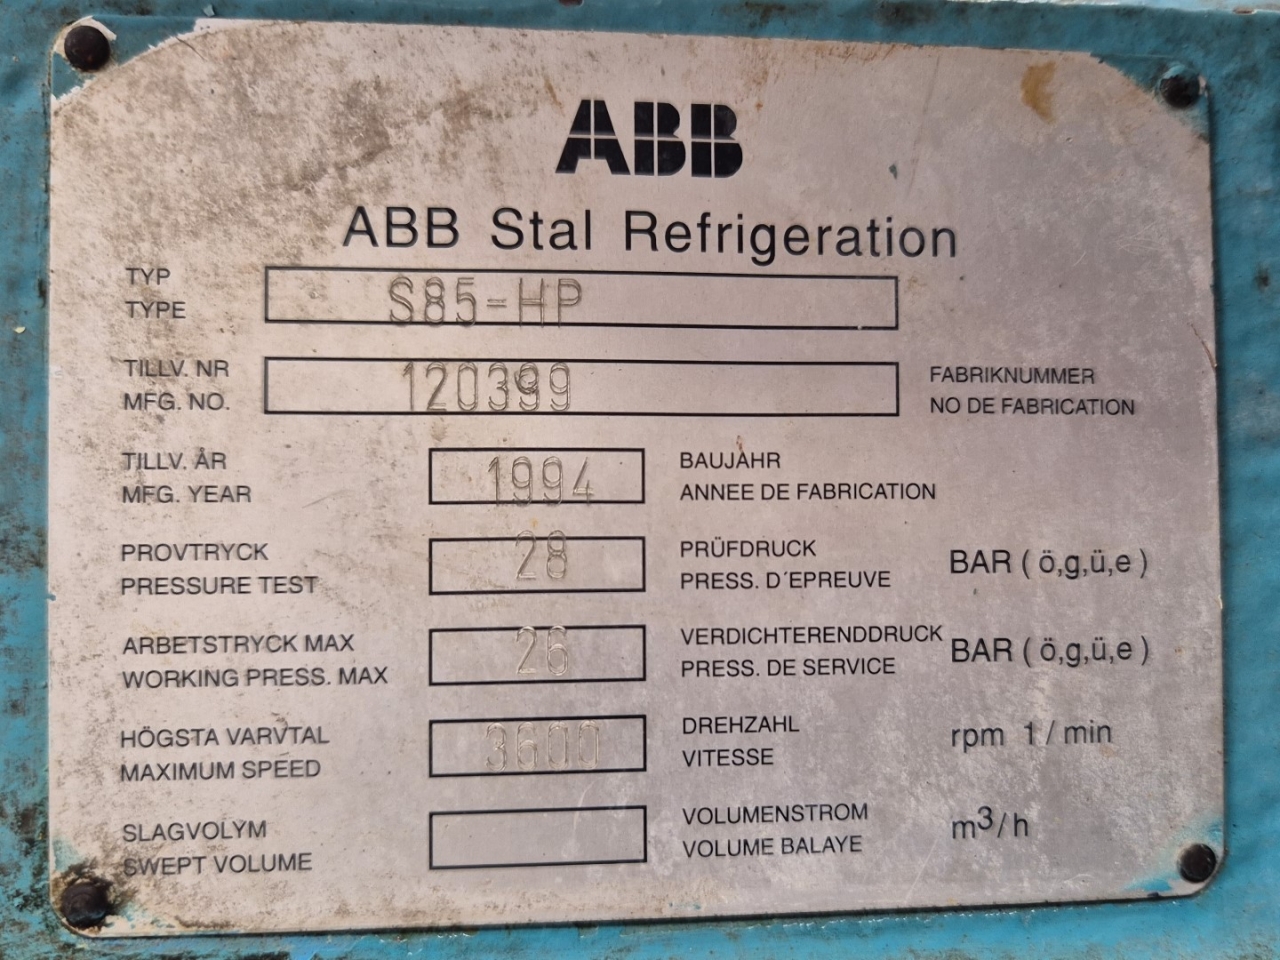 ABB
ABB Stal Refrigeration
TYP
TYPE
S85-HP
TILLV. NR
MFG. NO.
120399
FABRIKNUMMER
NO DE FABRICATION
TILLV. ÅR
MFG. YEAR
1994
BAUJAHR
ANNEE DE FABRICATION
PROVTRYCK
PRESSURE TEST
28
PRÜFDRUCK
PRESS. D´EPREUVE
BAR ( ö,g,ü,e )
ARBETSTRYCK MAX
WORKING PRESS. MAX
26
VERDICHTERENDDRUCK
PRESS. DE SERVICE
BAR ( ö,g,ü,e )
HÖGSTA VARVTAL
MAXIMUM SPEED
3600
DREHZAHL
VITESSE
rpm 1 / min
SLAGVOLYM
SWEPT VOLUME
VOLUMENSTROM
VOLUME BALAYE
m³/h